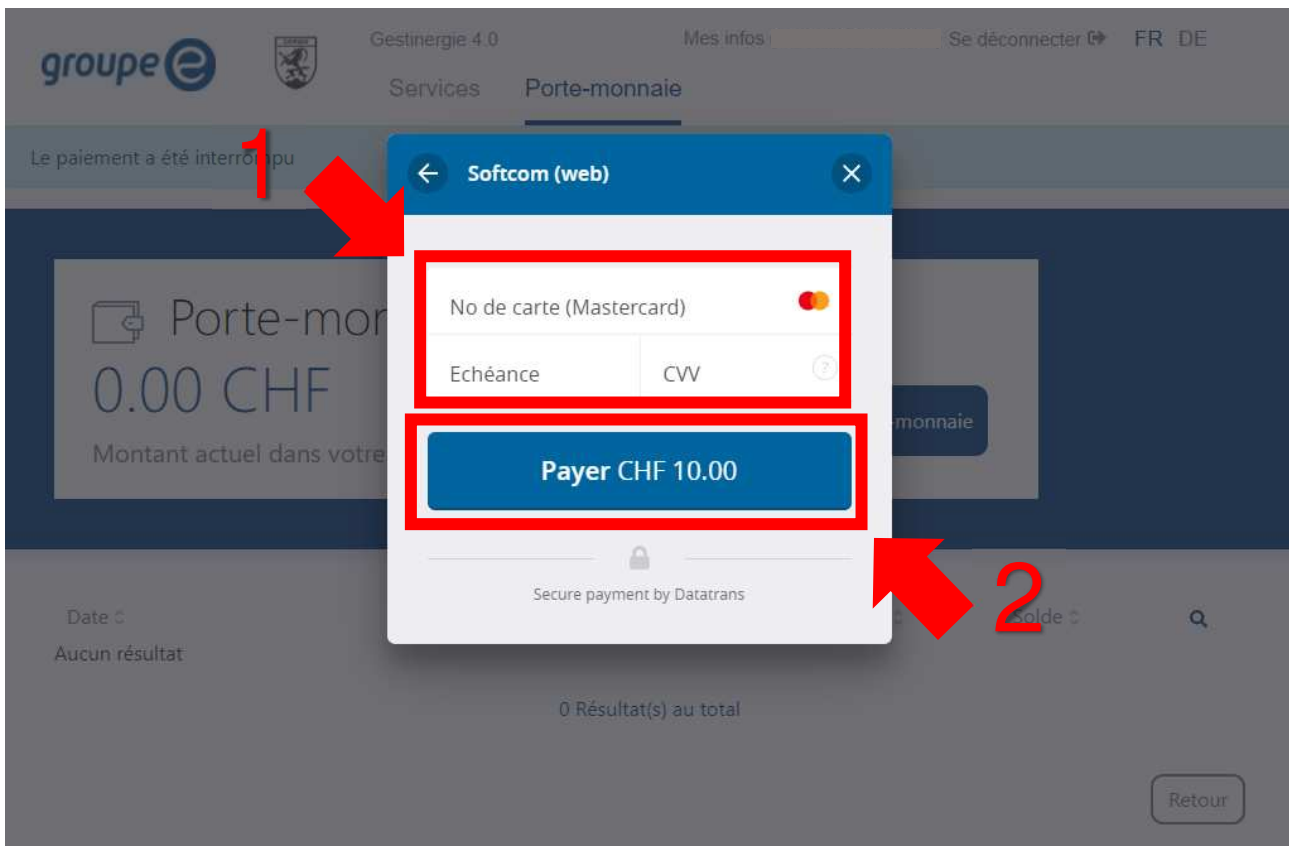 groupe e
Gestinergie 4.0
Mes infos
Se déconnecter
FR DE
Services
Porte-monnaie
Le paiement a été interrompu
1
Softcom (web)
Porte-mon
0.00 CHF
Montant actuel dans votre
No de carte (Mastercard)
Echéance
CVV
?
monnaie
Payer CHF 10.00
Secure payment by Datatrans
2
Date
Solde
Aucun résultat
0 Résultat(s) au total
Retour